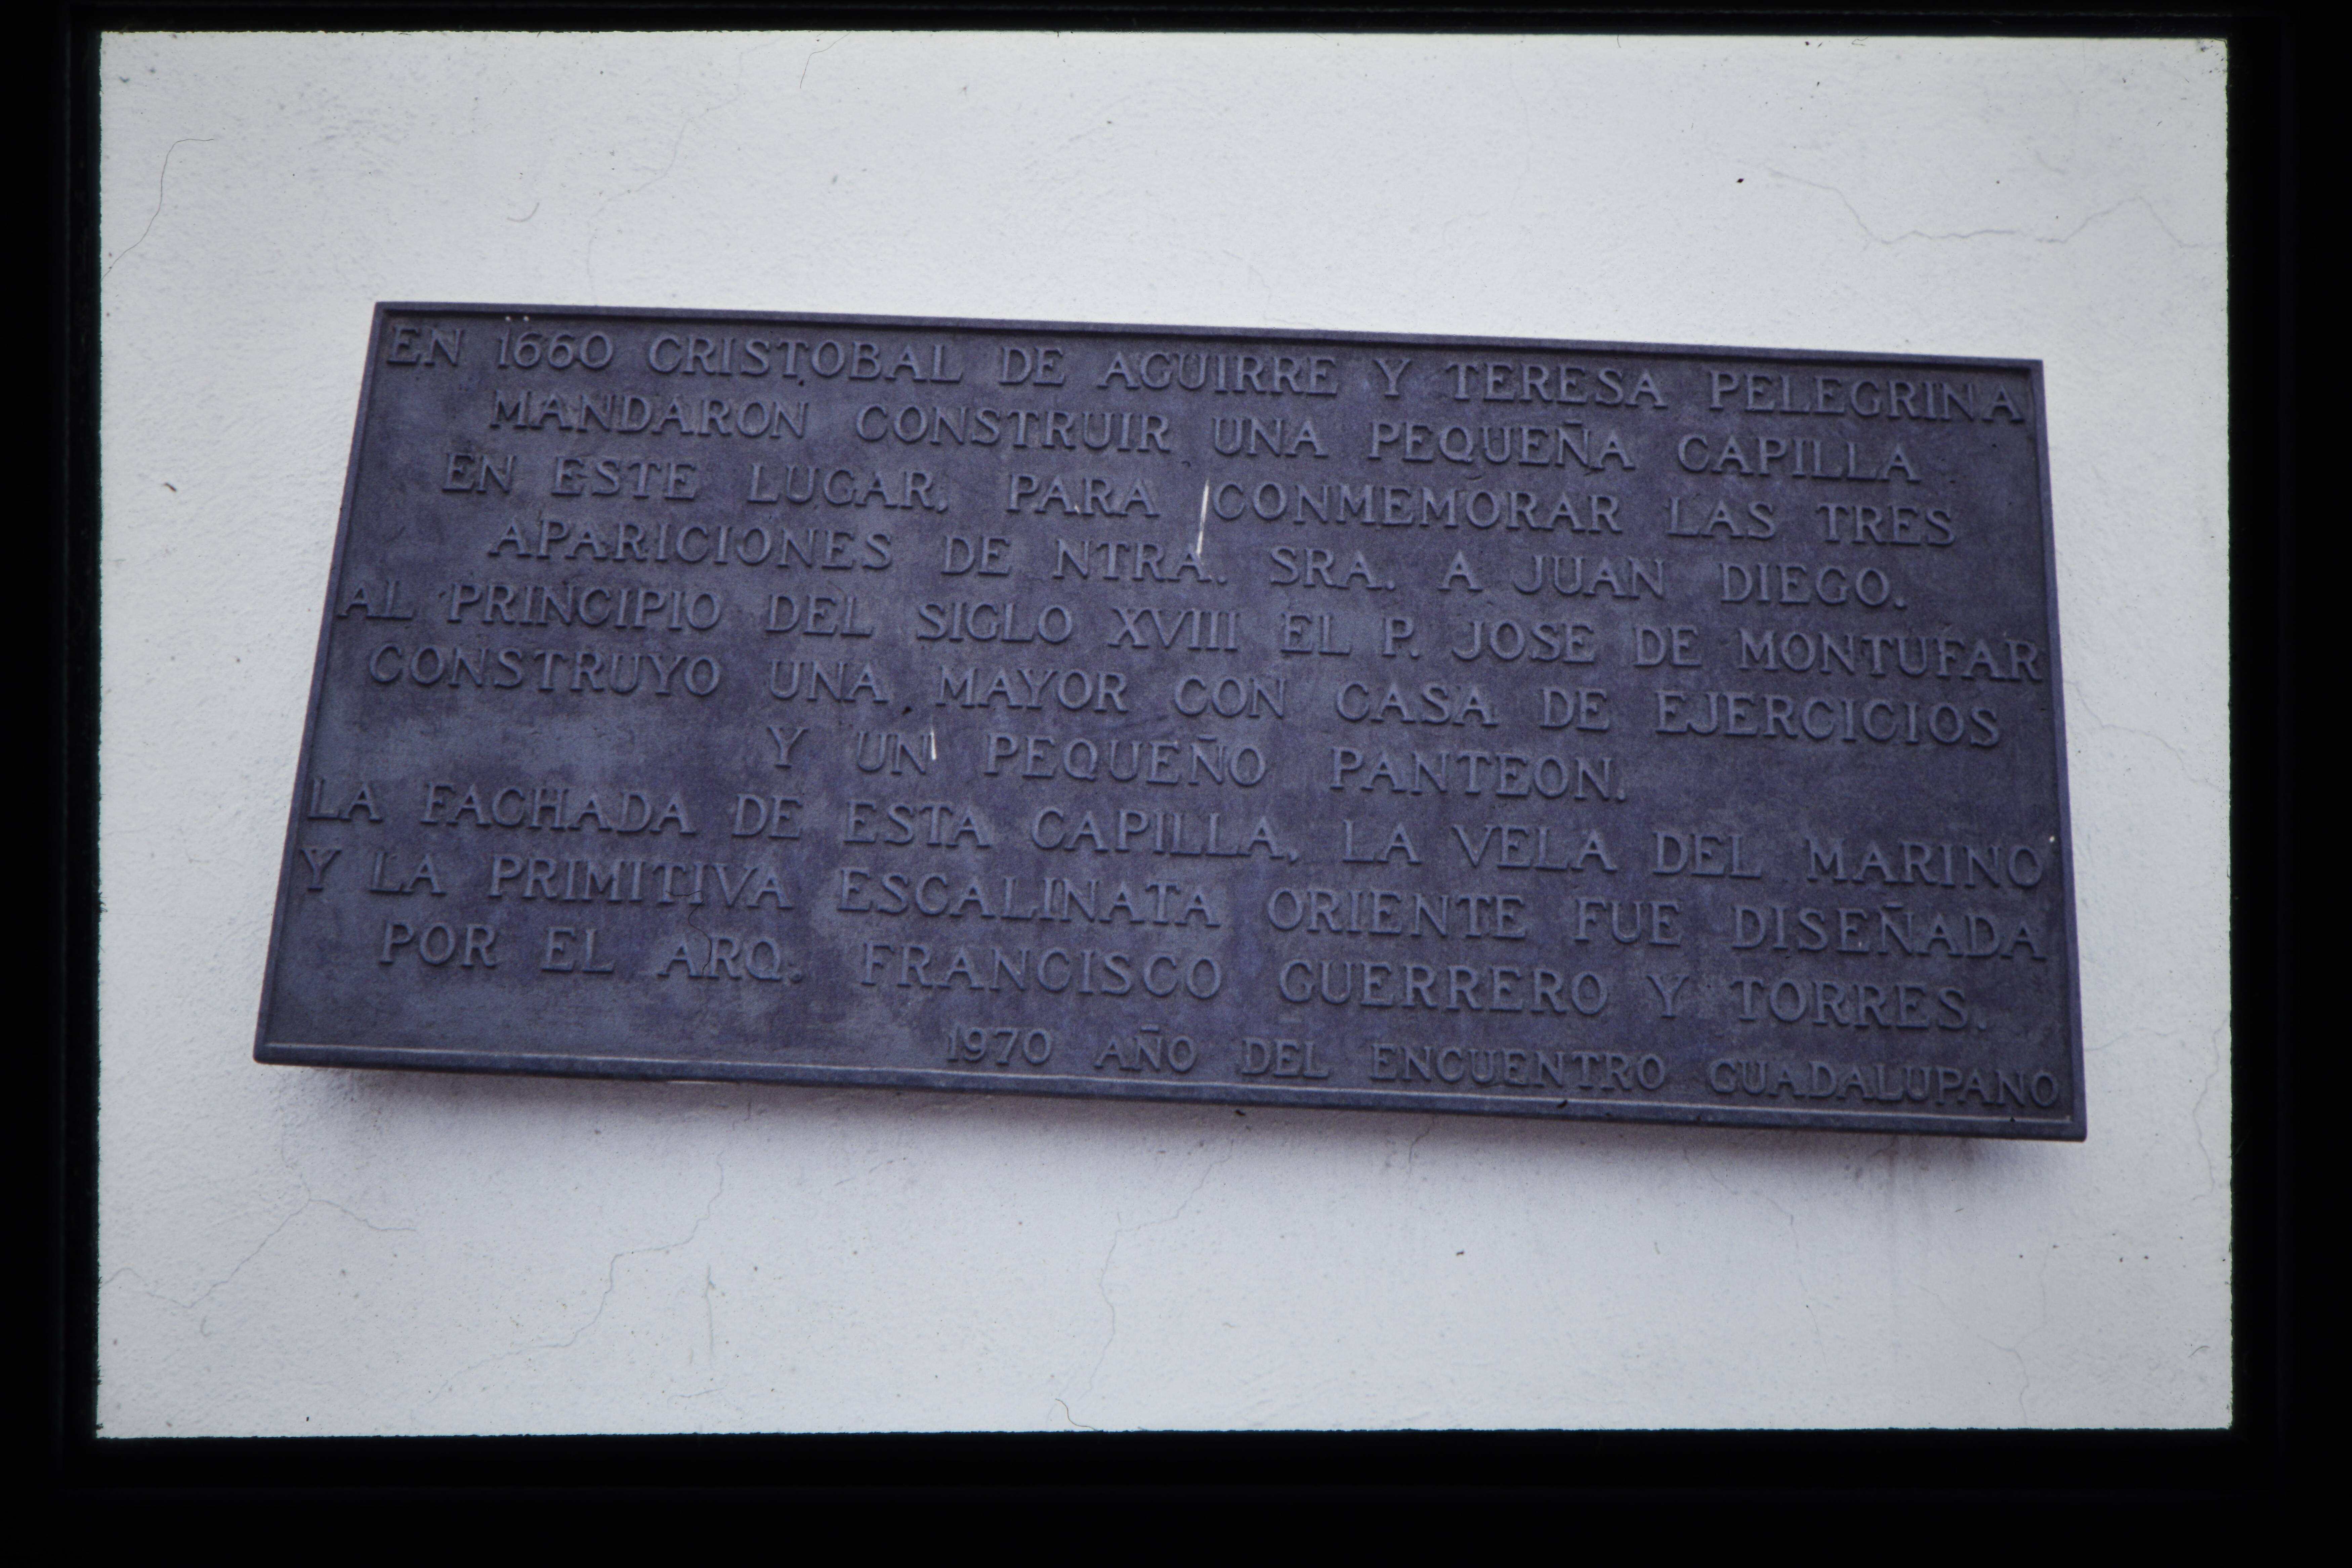 EN 1660 CRISTOBAL DE AGUIRRE Y TERESA PELEGRINA
MANDARON CONSTRUIR UNA PEQUEÑA CAPILLA
EN ESTE LUGAR, PARA CONMEMORAR LAS TRES
APARICIONES DE NTRA. SRA. A JUAN DIEGO.
AL PRINCIPIO DEL SIGLO XVIII EL P. JOSE DE MONTUFAR
CONSTRUYO UNA MAYOR CON CASA DE EJERCICIOS
Y UN PEQUEÑO PANTEON.
LA FACHADA DE ESTA CAPILLA, LA VELA DEL MARINO
Y LA PRIMITIVA ESCALINATA ORIENTE FUE DISEÑADA
POR EL ARQ. FRANCISCO GUERRERO Y TORRES.
1970 AÑO DEL ENCUENTRO GUADALUPANO